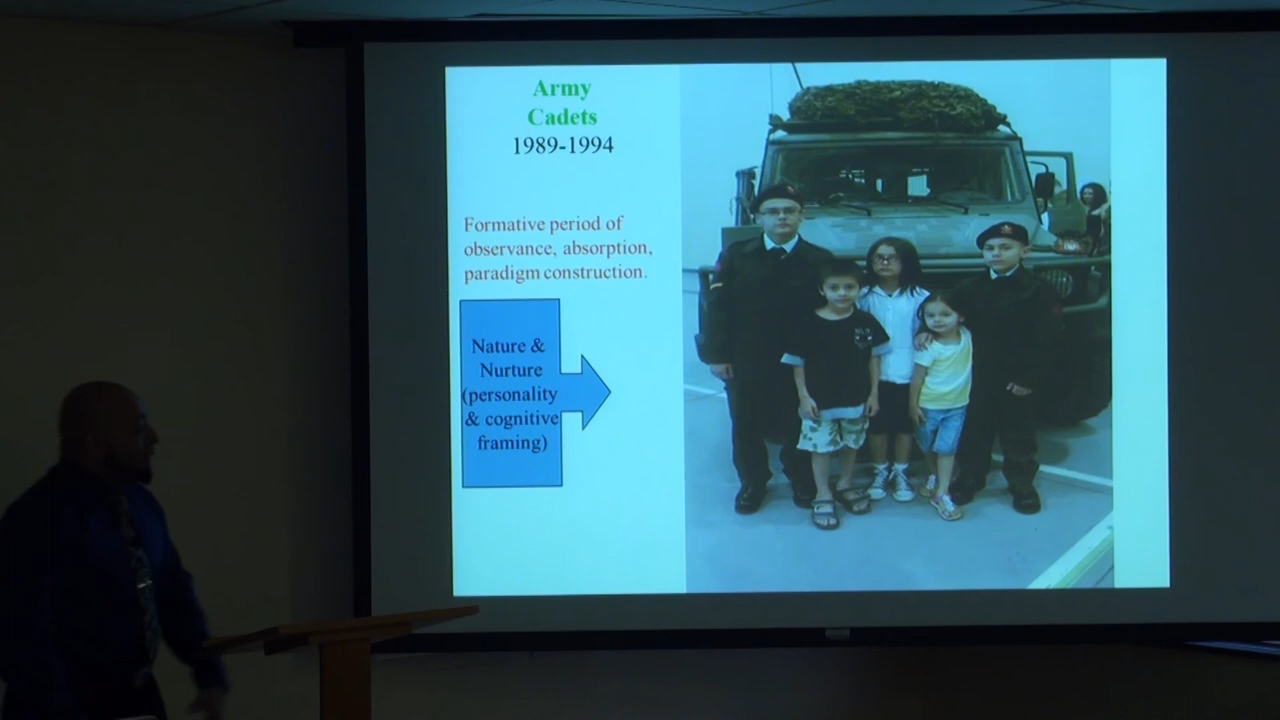 Army
Cadets
1989-1994
Formative period of
observance, absorption,
paradigm construction.
Nature &
Nurture
(personality
& cognitive
framing)